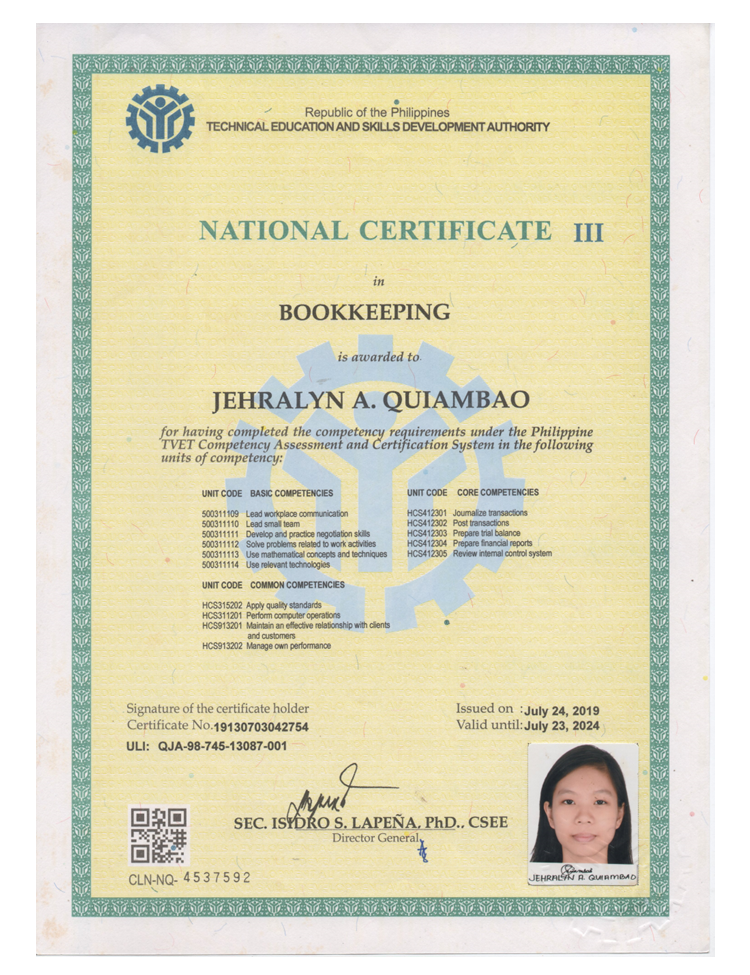 Republic of the Philippines
TECHNICAL EDUCATION AND SKILLS DEVELOPMENT AUTHORITY
NATIONAL CERTIFICATE III
in
BOOKKEEPING
is awarded to
JEHRALYN A. QUIAMBAO
for having completed the competency requirements under the Philippine
TVET Competency Assessment and Certification System in the following
units of competency:
UNIT CODE BASIC COMPETENCIES
500311109 Lead workplace communication
500311110 Lead small team
500311111 Develop and practice negotiation skills
500311112 Solve problems related to work activities
500311113 Use mathematical concepts and techniques
500311114 Use relevant technologies
UNIT CODE COMMON COMPETENCIES
HCS315202 Apply quality standards
HCS311201 Perform computer operations
HCS913201 Maintain an effective relationship with clients
and customers
HCS913202 Manage own performance
UNIT CODE CORE COMPETENCIES
HCS412301 Journalize transactions
HCS412302 Post transactions
HCS412303 Prepare trial balance
HCS412304 Prepare financial reports
HCS412305 Review internal control system
Signature of the certificate holder
Certificate No.19130703042754
ULI: QJA-98-745-13087-001
Issued on :July 24, 2019
Valid until:July 23, 2024
SEC. ISIDRO S. LAPEÑA, PhD., CSEE
Director General
CLN-NQ- 4537592
JEHRALYN A. QUIAMBAO